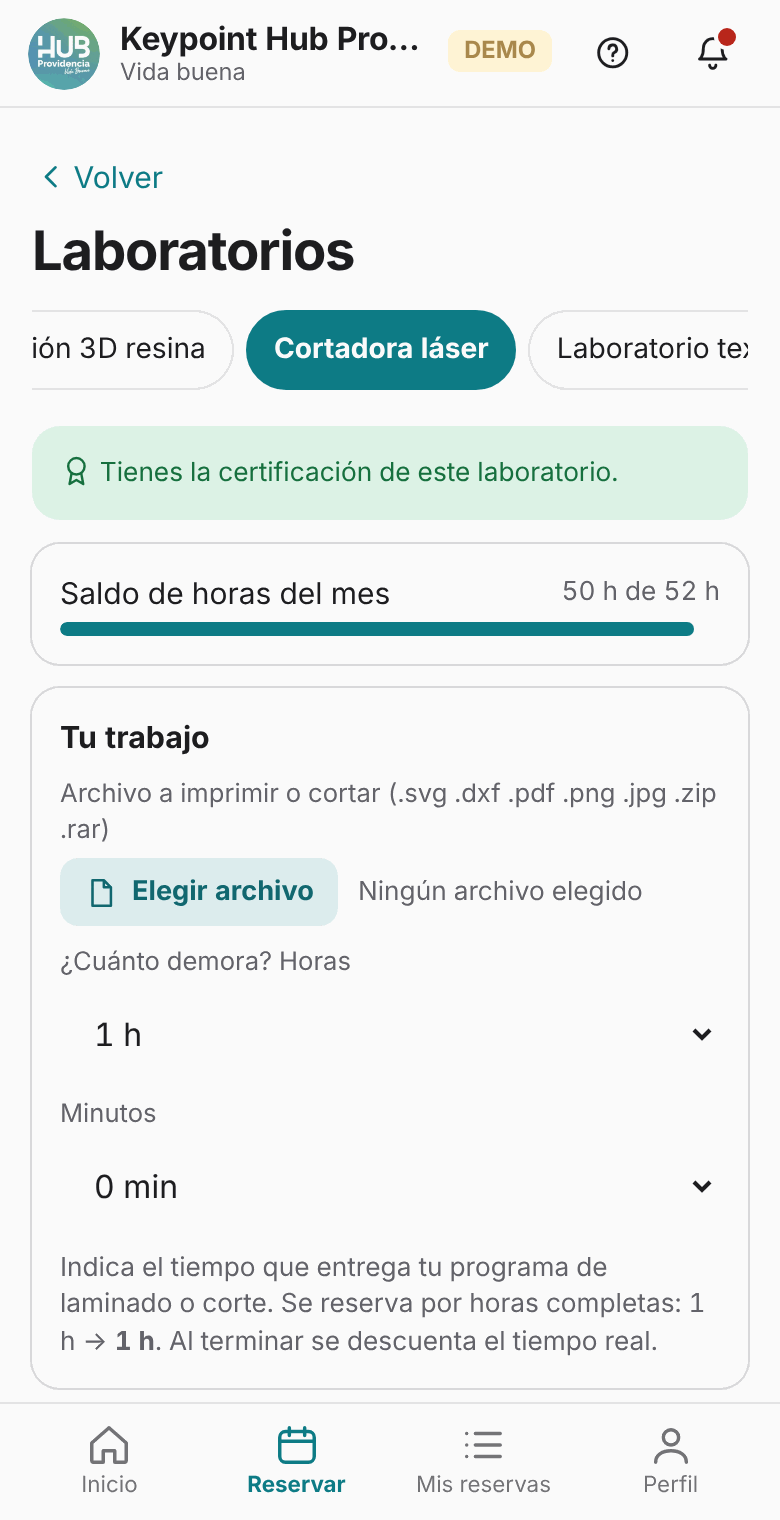 HUB
Providencia
Keypoint Hub Pro...
Vida buena
DEMO
Volver
Laboratorios
ión 3D resina
Cortadora láser
Laboratorio tex
Tienes la certificación de este laboratorio.
Saldo de horas del mes
50 h de 52 h
Tu trabajo
Archivo a imprimir o cortar (.svg .dxf .pdf .png .jpg .zip
.rar)
Elegir archivo
Ningún archivo elegido
¿Cuánto demora? Horas
1 h
Minutos
0 min
Indica el tiempo que entrega tu programa de
laminado o corte. Se reserva por horas completas: 1
h → 1 h. Al terminar se descuenta el tiempo real.
Inicio
Reservar
Mis reservas
Perfil